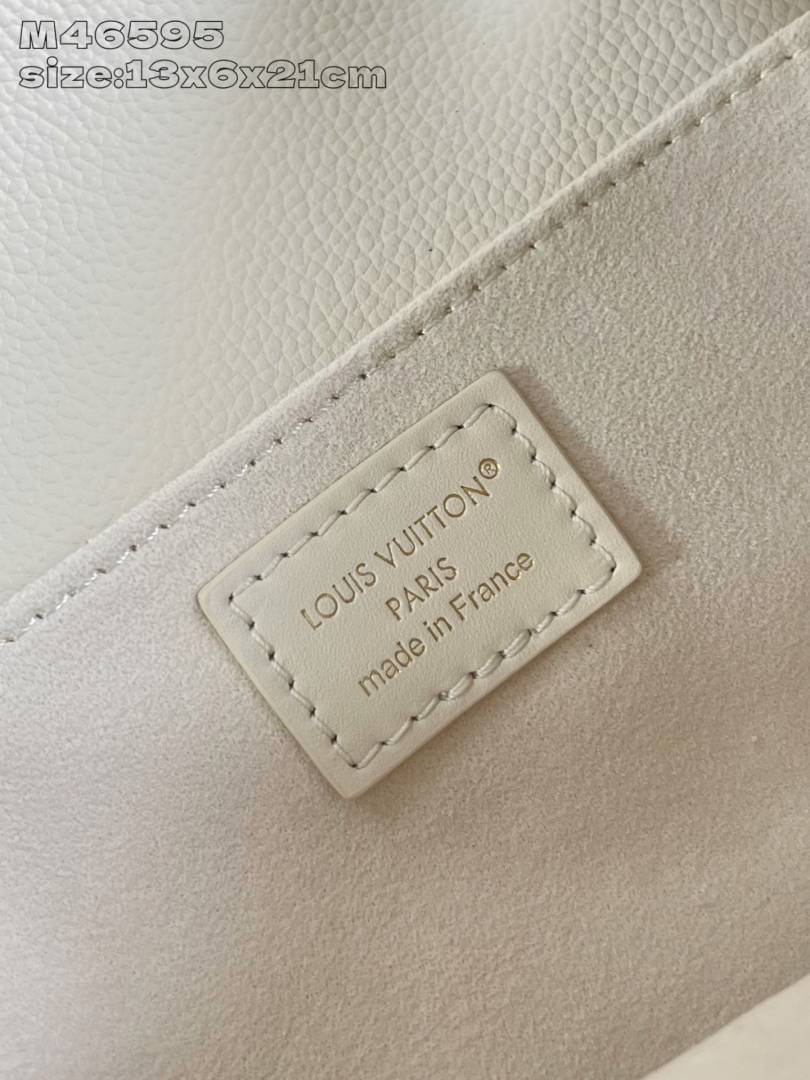 M46595
size:13x6x21cm
LOUIS VUITTON®
PARIS
made in France